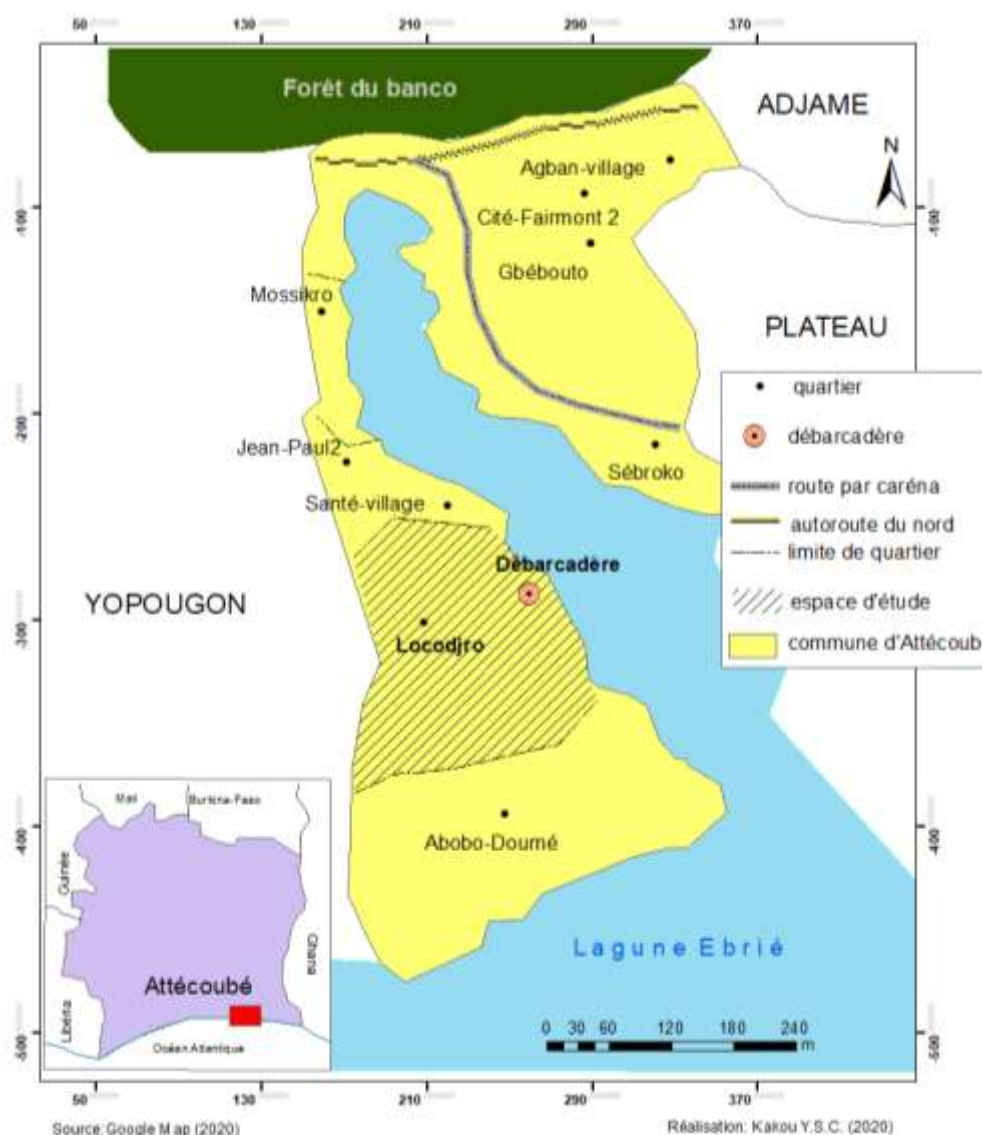 50 130 210 290 370
Forêt du banco
ADJAME
N
Agban-village
-100 -100
Cité-Fairmont 2
Gbébouto
Mossikro
PLATEAU
quartier
-200
débarcadère
Jean-Paul2
Sébroko
route par caréna
Santé-village
autoroute du nord
limite de quartier
Débarcadère
YOPOUGON
espace d'étude
-300
Locodjro
commune d'Attécoub
Mali Burkina-Faso
-400 -400
Abobo-Doumé
Guinée
Ghana
Lagune Ebrié
Attécoubé
Libéria
0 30 60 120 180 240
m
Océan Atlantique
-500 -500
50 130 210 290 370
Source: Google Map (2020)
Réalisation: Kakou Y.S.C. (2020)